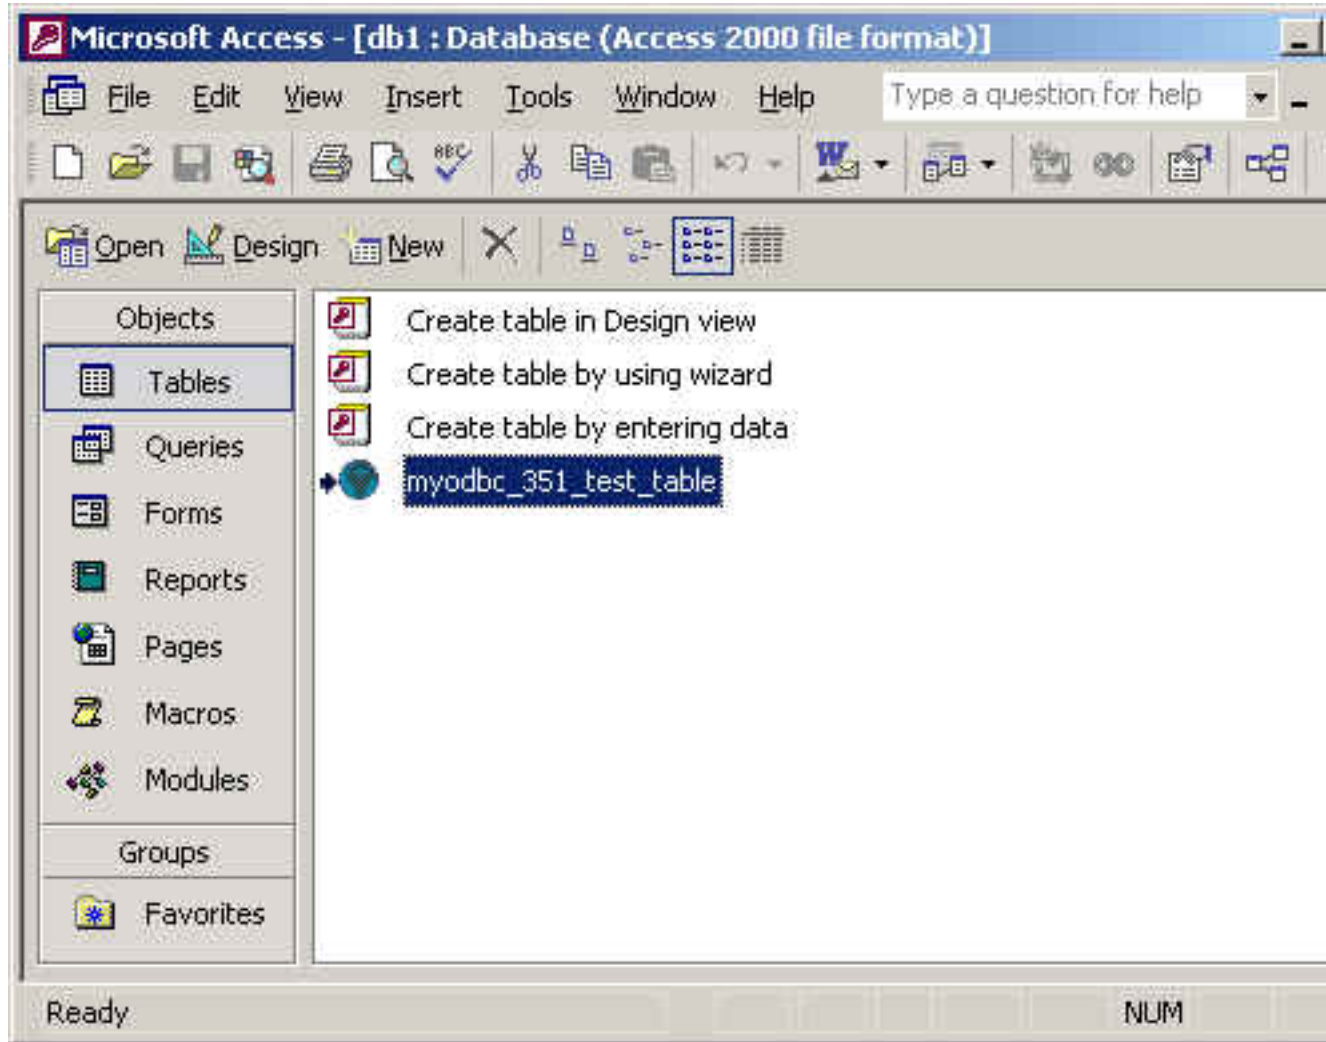 Microsoft Access - [db1 : Database (Access 2000 file format)]
File Edit View Insert Tools Window Help Type a question for help
ABC W
Open Design New
Objects
Tables
Queries
Forms
Reports
Pages
Macros
Modules
Groups
Favorites
Create table in Design view
Create table by using wizard
Create table by entering data
myodbc_351_test_table
Ready NUM